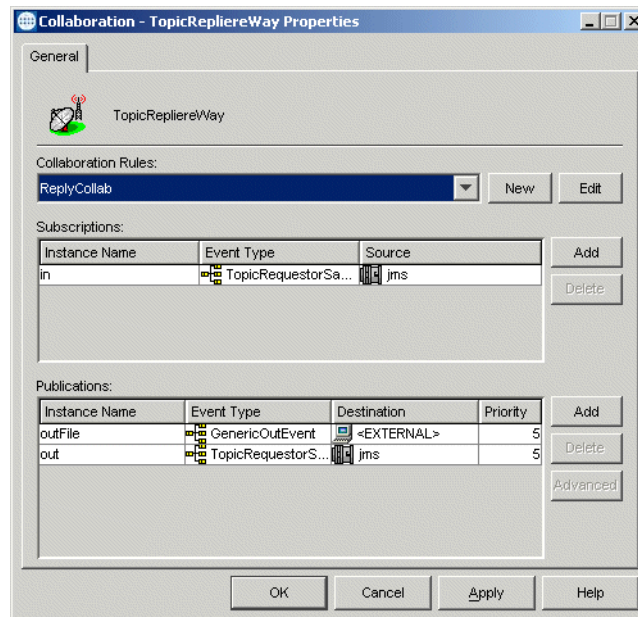 Collaboration - TopicRepliereWay Properties
General
TopicRepliereWay
Collaboration Rules:
ReplyCollab New Edit
Subscriptions:
Instance Name Event Type Source Add
in TopicRequestorSa... jms
Delete
Publications:
Instance Name Event Type Destination Priority Add
outFile GenericOutEvent <EXTERNAL> 5
out TopicRequestorS... jms 5
Delete
Advanced
OK Cancel Apply Help